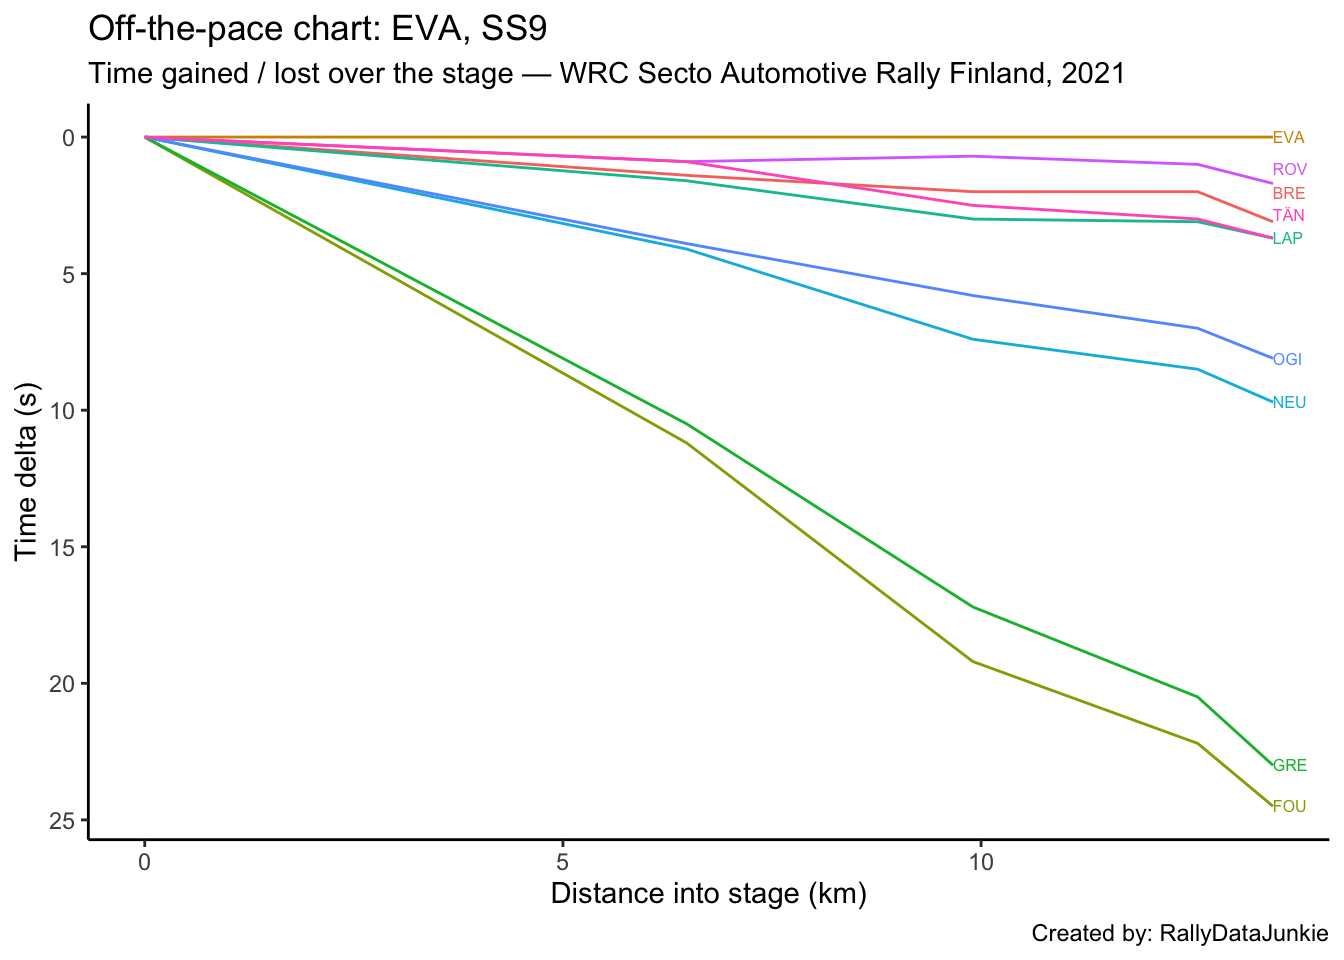 Off-the-pace chart: EVA, SS9
Time gained / lost over the stage — WRC Secto Automotive Rally Finland, 2021
Time delta (s)
0
5
10
15
20
25
EVA
ROV
BRE
TÄN
LAP
OGI
NEU
GRE
FOU
0 5 10
Distance into stage (km)
Created by: RallyDataJunkie